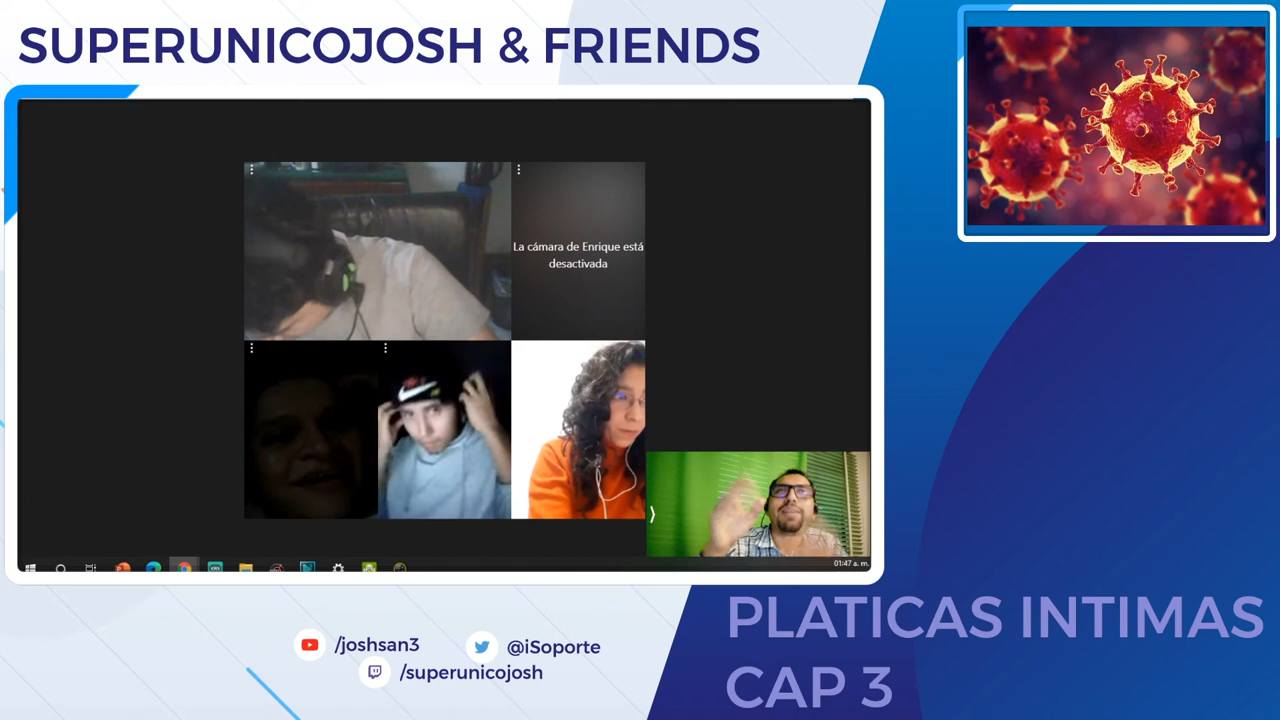 SUPERUNICOJOSH & FRIENDS
La cámara de Enrique está
desactivada
01:47 a. m.
/joshsan3
@iSoporte
/superunicojosh
PLATICAS INTIMAS
CAP 3